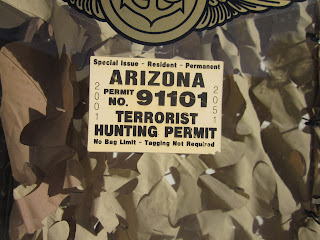 Special Issue - Resident - Permanent
ARIZONA
PERMIT NO. 91101
2001
2051
TERRORIST
HUNTING PERMIT
No Bag Limit - Tagging Not Required